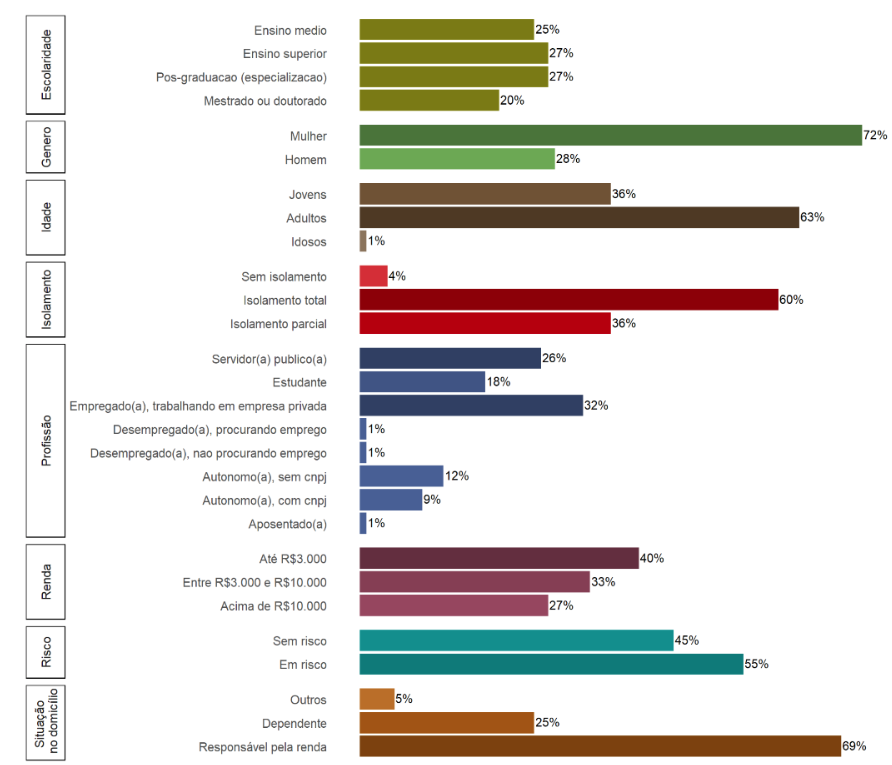 Escolaridade
Ensino medio 25%
Ensino superior 27%
Pos-graduacao (especializacao) 27%
Mestrado ou doutorado 20%
Genero
Mulher 72%
Homem 28%
Idade
Jovens 36%
Adultos 63%
Idosos 1%
Isolamento
Sem isolamento 4%
Isolamento total 60%
Isolamento parcial 36%
Profissão
Servidor(a) publico(a) 26%
Estudante 18%
Empregado(a), trabalhando em empresa privada 32%
Desempregado(a), procurando emprego 1%
Desempregado(a), nao procurando emprego 1%
Autonomo(a), sem cnpj 12%
Autonomo(a), com cnpj 9%
Aposentado(a) 1%
Renda
Até R$3.000 40%
Entre R$3.000 e R$10.000 33%
Acima de R$10.000 27%
Risco
Sem risco 45%
Em risco 55%
Situação
no domicílio
Outros 5%
Dependente 25%
Responsável pela renda 69%